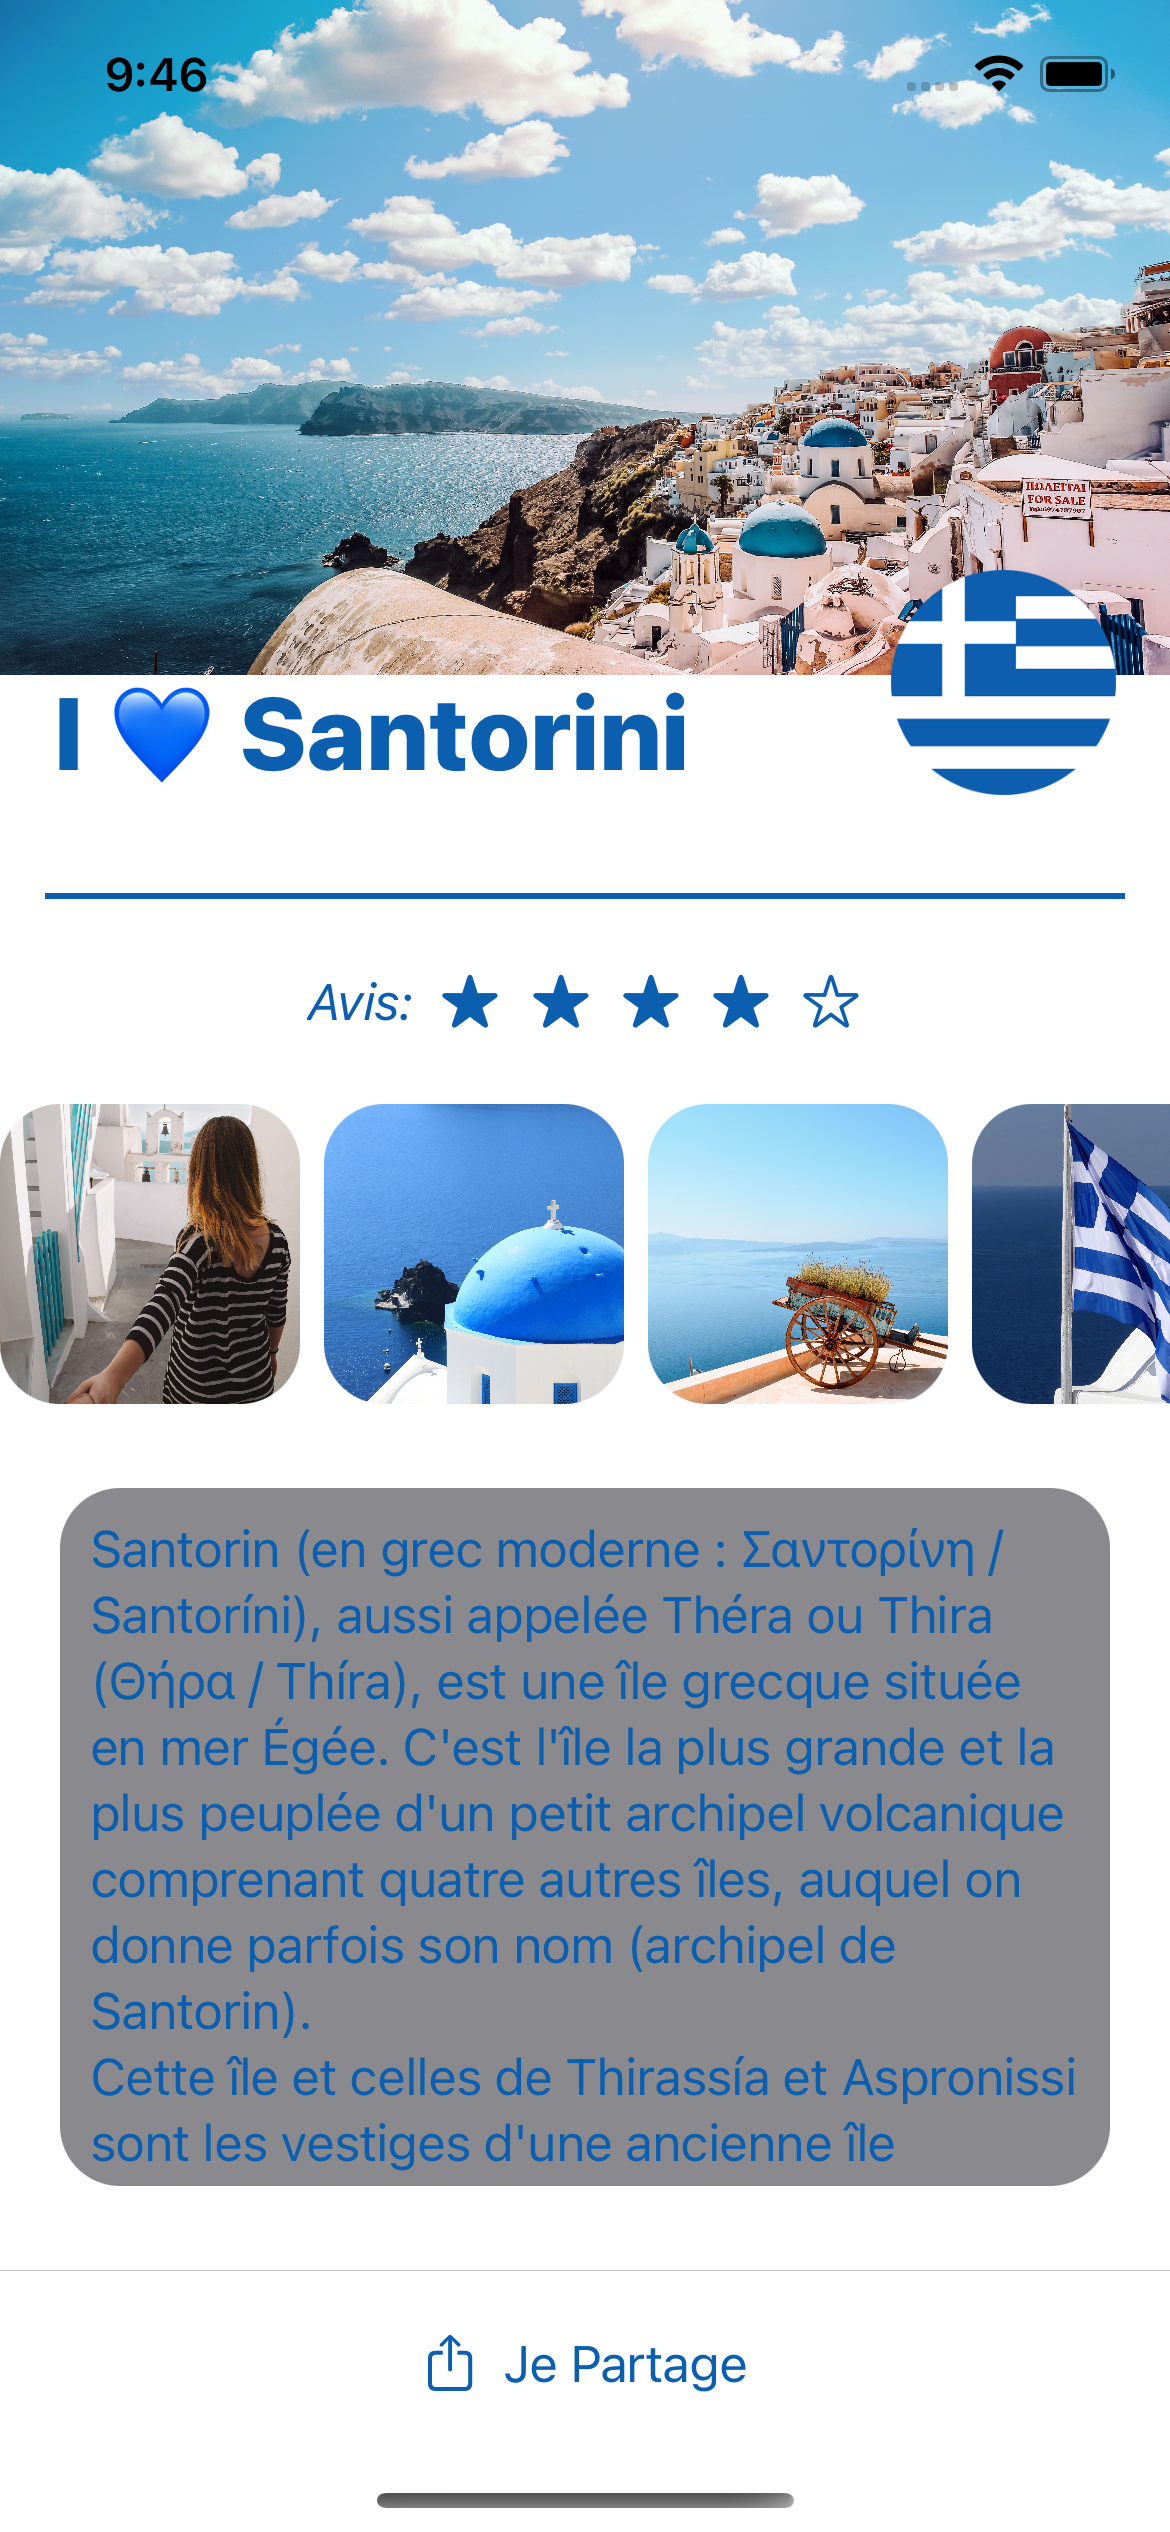 9:46
ΠΩΛΕΙΤΑΙ
FOR SALE
I 💙 Santorini
Avis:
Santorin (en grec moderne : Σαντορίνη /
Santoríni), aussi appelée Théra ou Thira
(Θήρα / Thíra), est une île grecque située
en mer Égée. C'est l'île la plus grande et la
plus peuplée d'un petit archipel volcanique
comprenant quatre autres îles, auquel on
donne parfois son nom (archipel de
Santorin).
Cette île et celles de Thirassía et Aspronissi
sont les vestiges d'une ancienne île
Je Partage